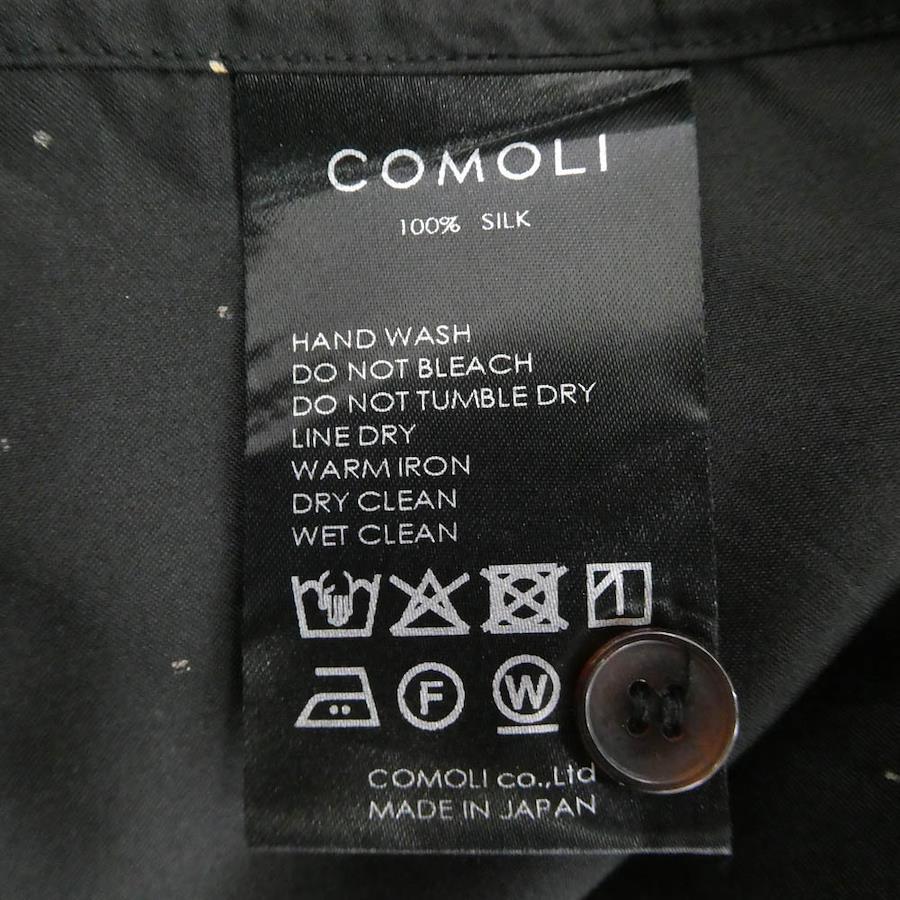 COMOLI
100% SILK
HAND WASH
DO NOT BLEACH
DO NOT TUMBLE DRY
LINE DRY
WARM IRON
DRY CLEAN
WET CLEAN
F W
COMOLI co.,Ltd
MADE IN JAPAN